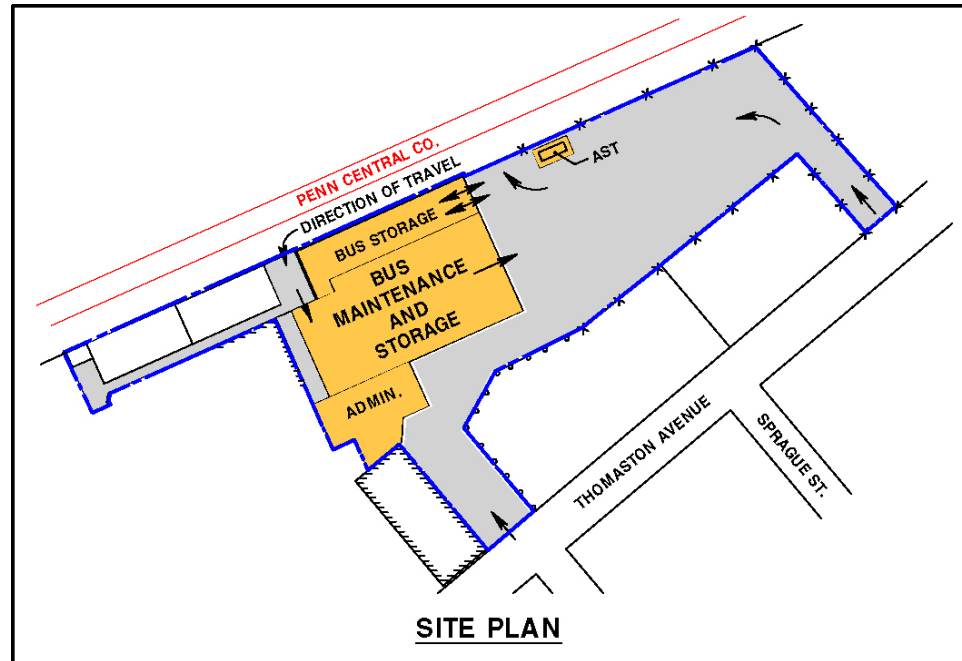 PENN CENTRAL CO.
DIRECTION OF TRAVEL
AST
BUS STORAGE
BUS
MAINTENANCE
AND
STORAGE
ADMIN.
THOMASTON AVENUE
SPRAGUE ST.
SITE PLAN